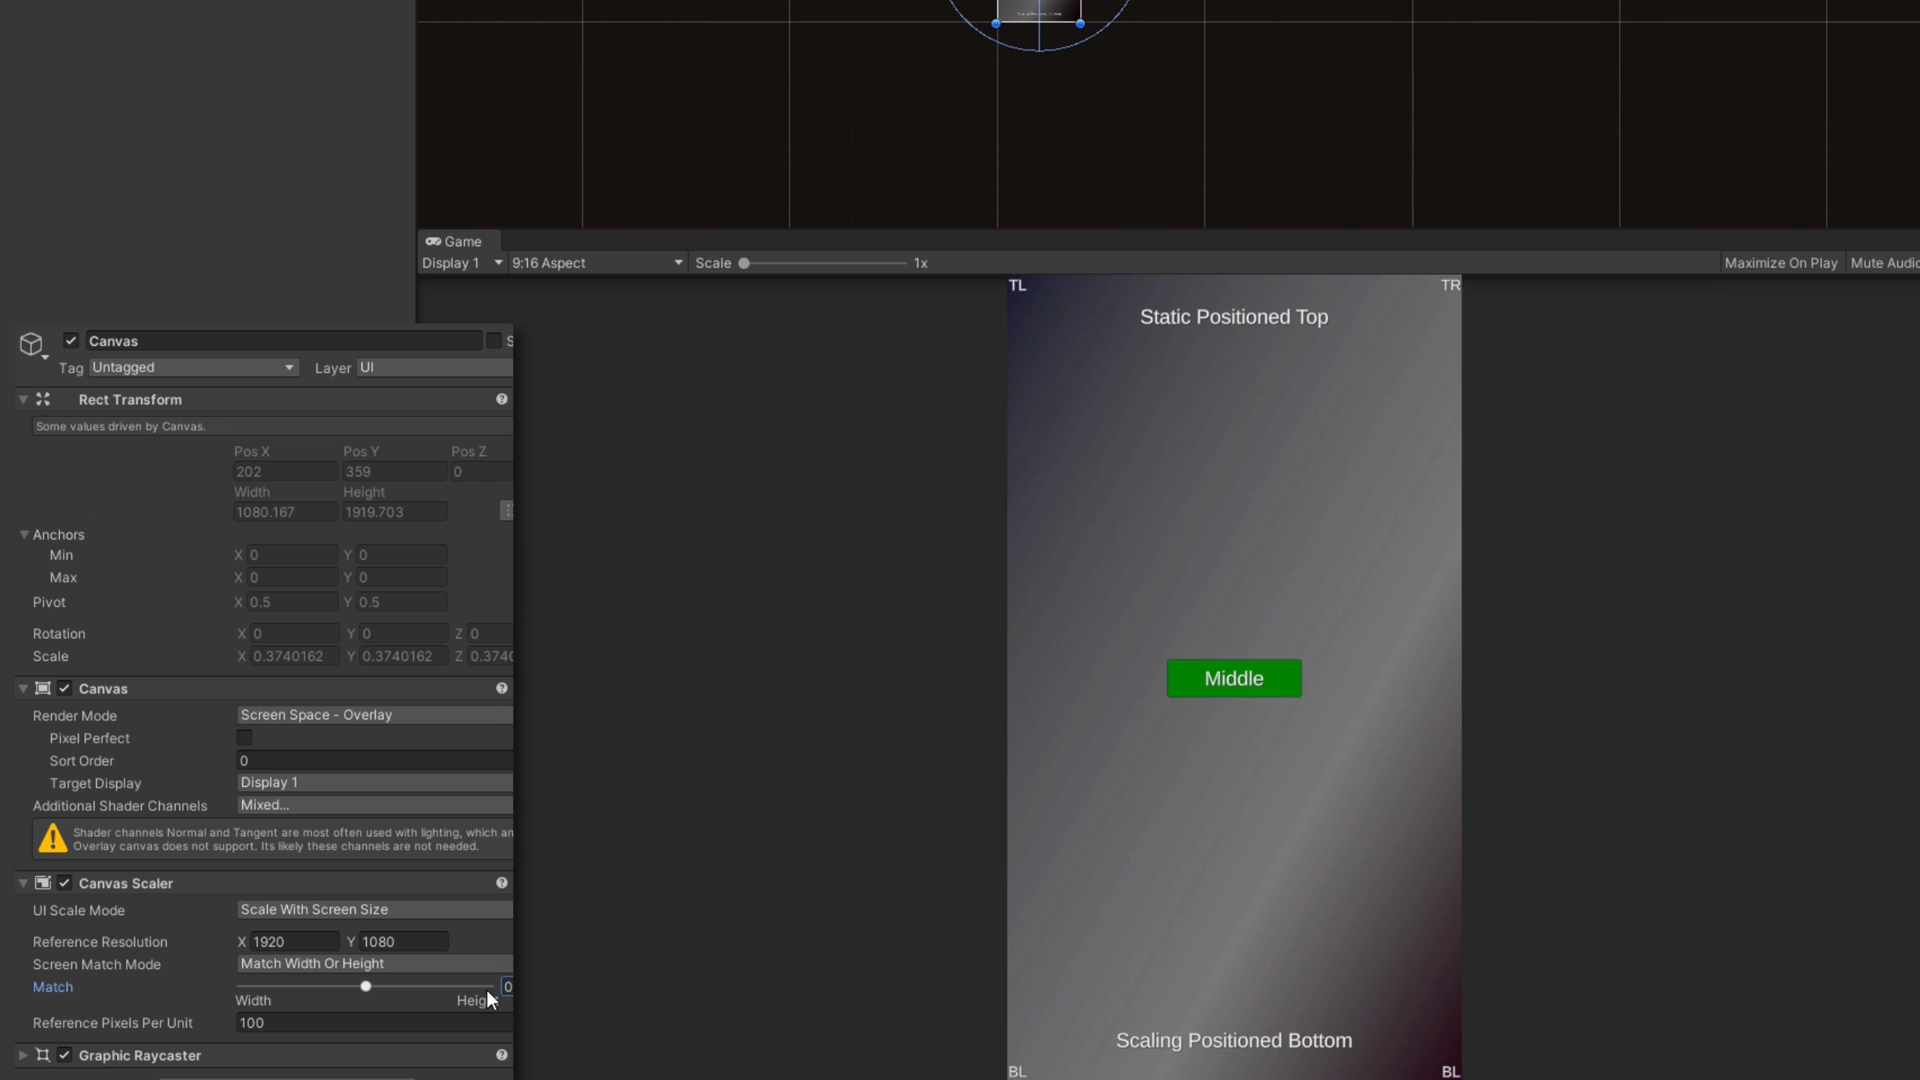 Game
Display 1 9:16 Aspect Scale 1x Maximize On Play Mute Audio
TL TR
Static Positioned Top
Canvas
Tag Untagged Layer UI
Rect Transform
Some values driven by Canvas.
Pos X Pos Y Pos Z
202 359 0
Width Height
1080.167 1919.703
Anchors
Min X 0 Y 0
Max X 0 Y 0
Pivot X 0.5 Y 0.5
Rotation X 0 Y 0 Z 0
Scale X 0.3740162 Y 0.3740162 Z 0.3740
Middle
Canvas
Render Mode Screen Space - Overlay
Pixel Perfect
Sort Order 0
Target Display Display 1
Additional Shader Channels Mixed...
Shader channels Normal and Tangent are most often used with lighting, which an
Overlay canvas does not support. Its likely these channels are not needed.
Canvas Scaler
UI Scale Mode Scale With Screen Size
Reference Resolution X 1920 Y 1080
Screen Match Mode Match Width Or Height
Match 0
Width Heig
Reference Pixels Per Unit 100
Graphic Raycaster
Scaling Positioned Bottom
BL BL